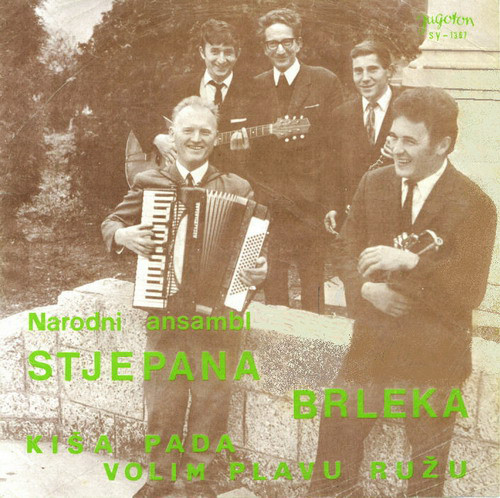 jugoton
SY-1387
Narodni ansambl
STJEPANA
BRLEKA
KIŠA PADA
VOLIM PLAVU RUŽU